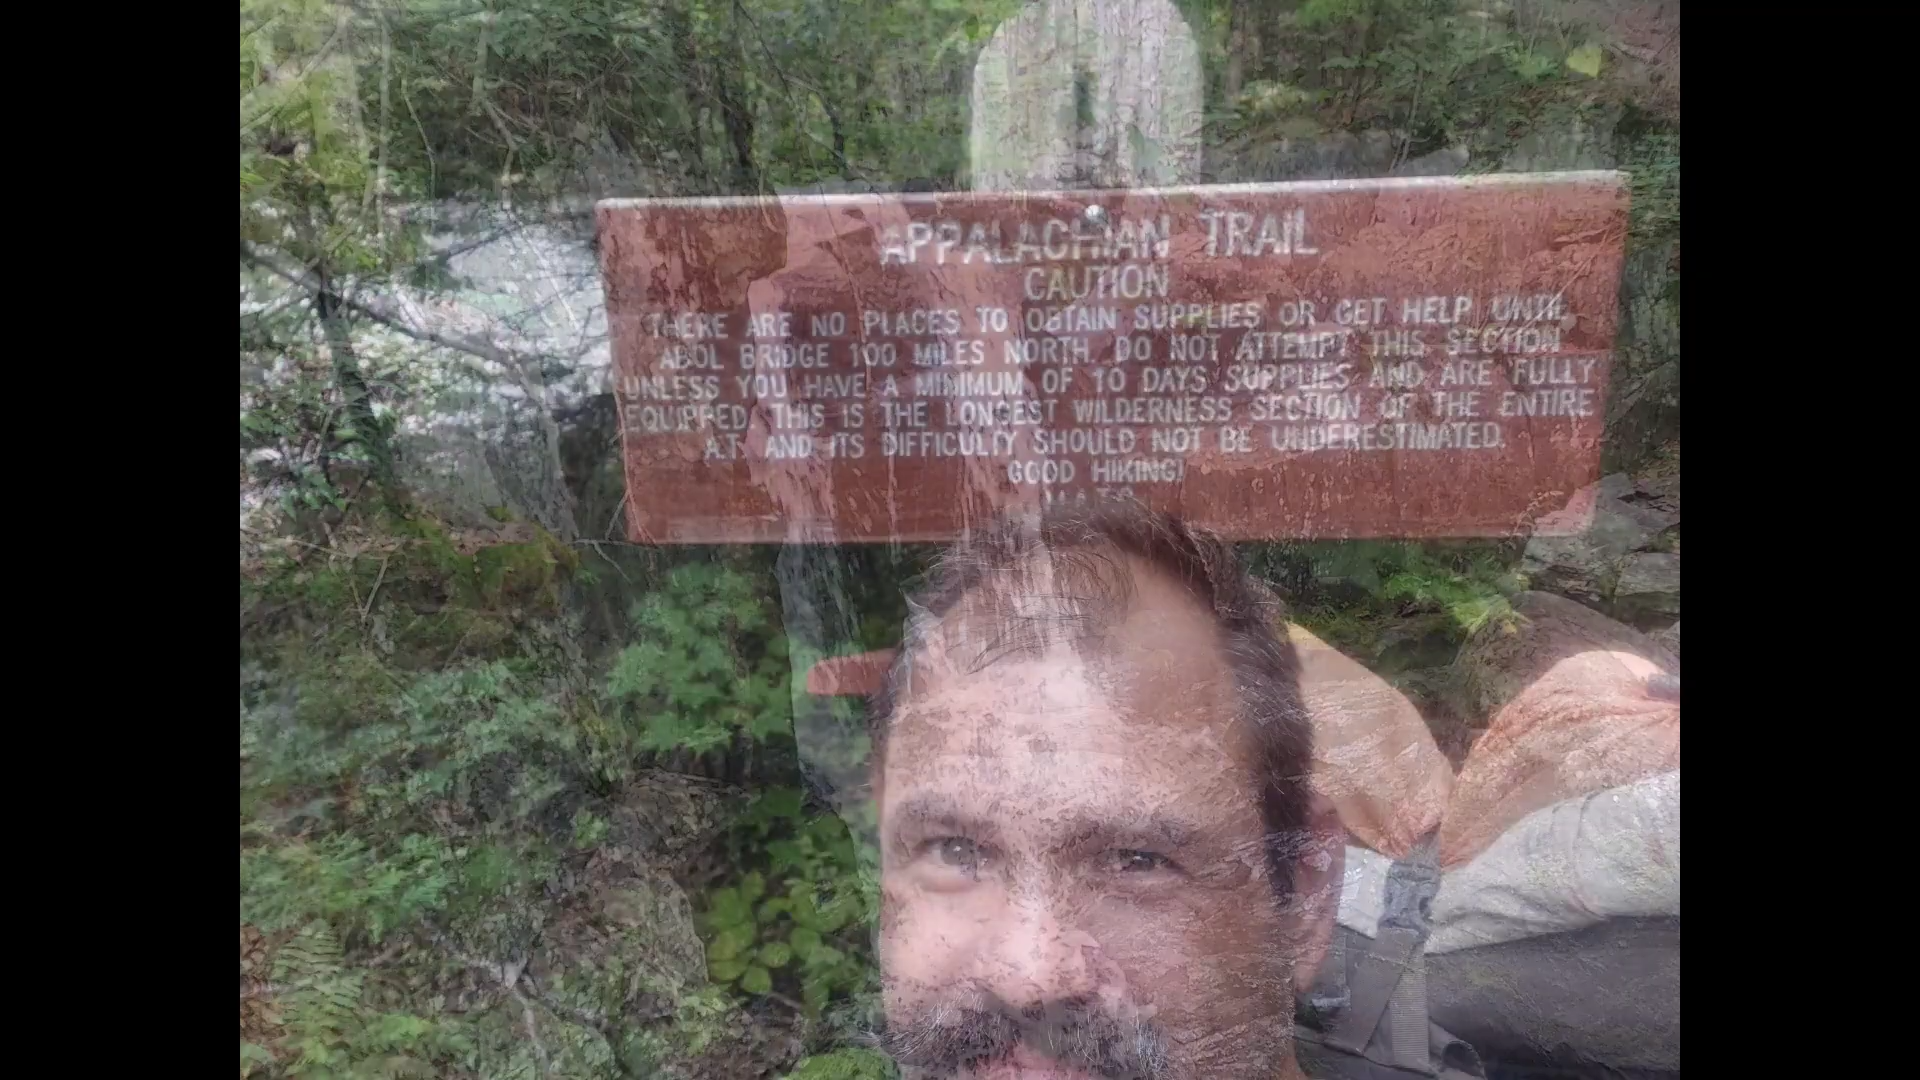 APPALACHIAN TRAIL
CAUTION
THERE ARE NO PLACES TO OBTAIN SUPPLIES OR GET HELP UNTIL
ABOL BRIDGE 100 MILES NORTH. DO NOT ATTEMPT THIS SECTION
UNLESS YOU HAVE A MINIMUM OF 10 DAYS SUPPLIES AND ARE FULLY
EQUIPPED. THIS IS THE LONGEST WILDERNESS SECTION OF THE ENTIRE
A.T. AND ITS DIFFICULTY SHOULD NOT BE UNDERESTIMATED.
GOOD HIKING!